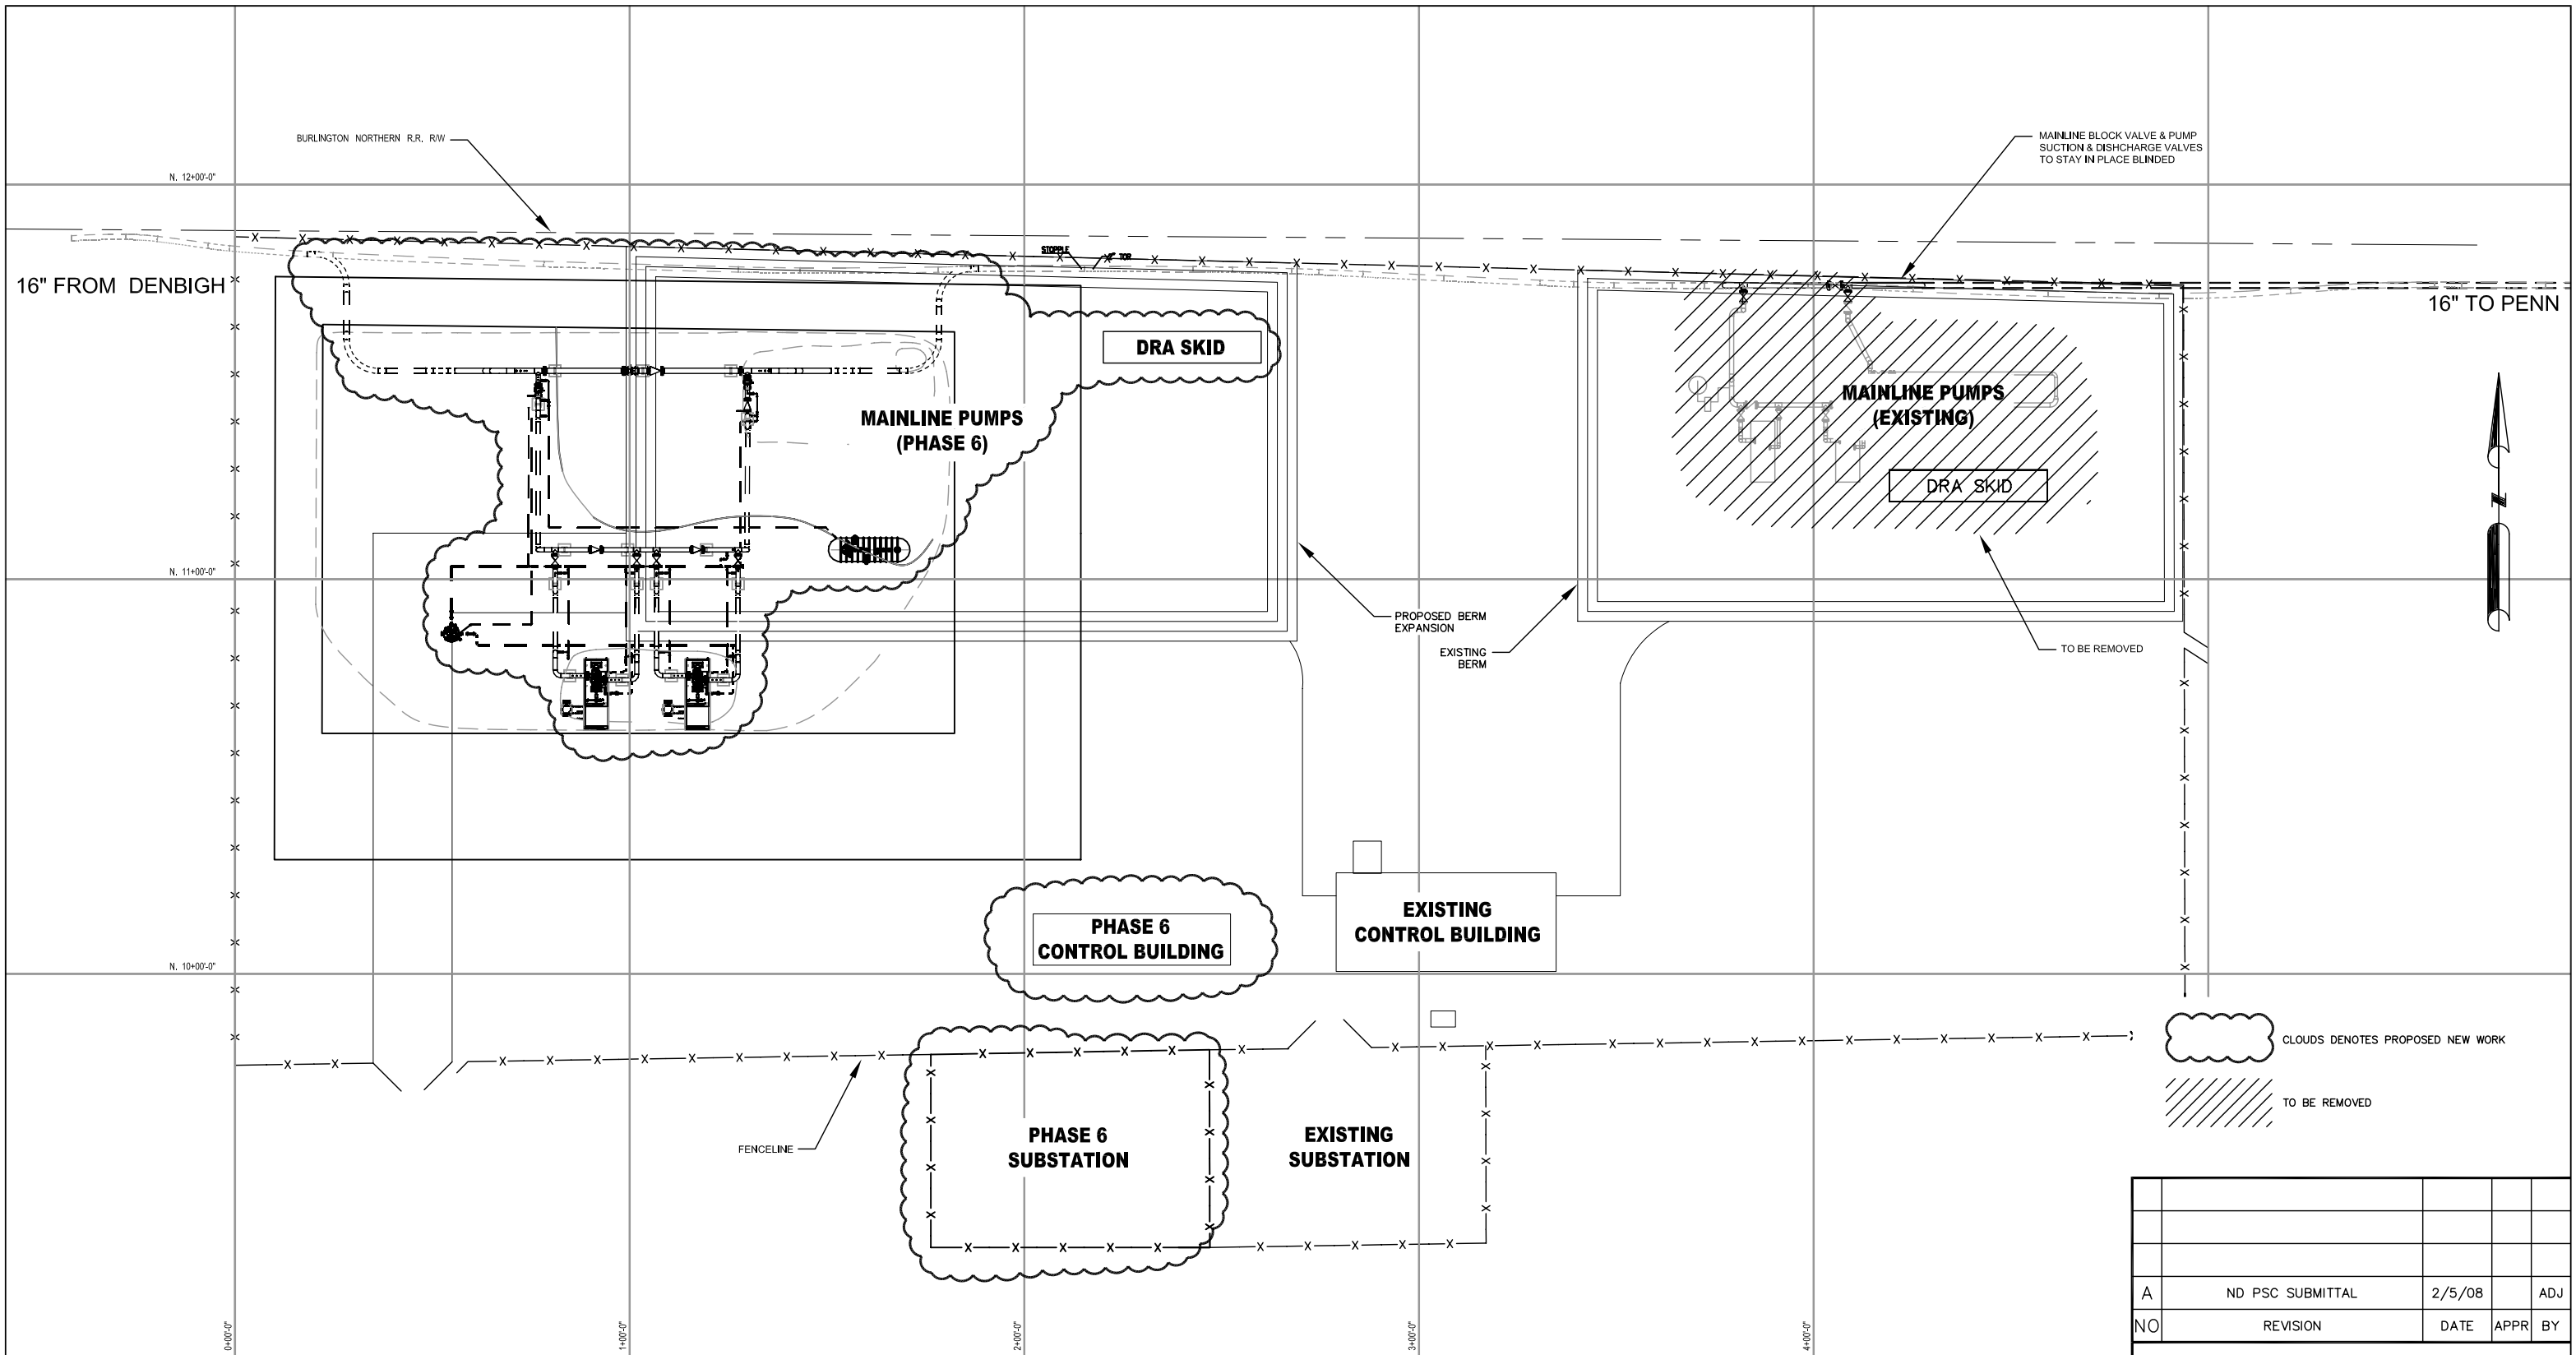 BURLINGTON NORTHERN R.R. R/W
MAINLINE BLOCK VALVE & PUMP
SUCTION & DISHCHARGE VALVES
TO STAY IN PLACE BLINDED
N. 12+00'-0"
STOPPLE
TOR
16" FROM DENBIGH
16" TO PENN
DRA SKID
MAINLINE PUMPS
(PHASE 6)
MAINLINE PUMPS
(EXISTING)
DRA SKID
N
N. 11+00'-0"
PROPOSED BERM
EXPANSION
EXISTING
BERM
TO BE REMOVED
PHASE 6
CONTROL BUILDING
EXISTING
CONTROL BUILDING
N. 10+00'-0"
CLOUDS DENOTES PROPOSED NEW WORK
TO BE REMOVED
FENCELINE
PHASE 6
SUBSTATION
EXISTING
SUBSTATION
A ND PSC SUBMITTAL 2/5/08 ADJ
NO REVISION DATE APPR BY
0+00'-0"
1+00'-0"
2+00'-0"
3+00'-0"
4+00'-0"